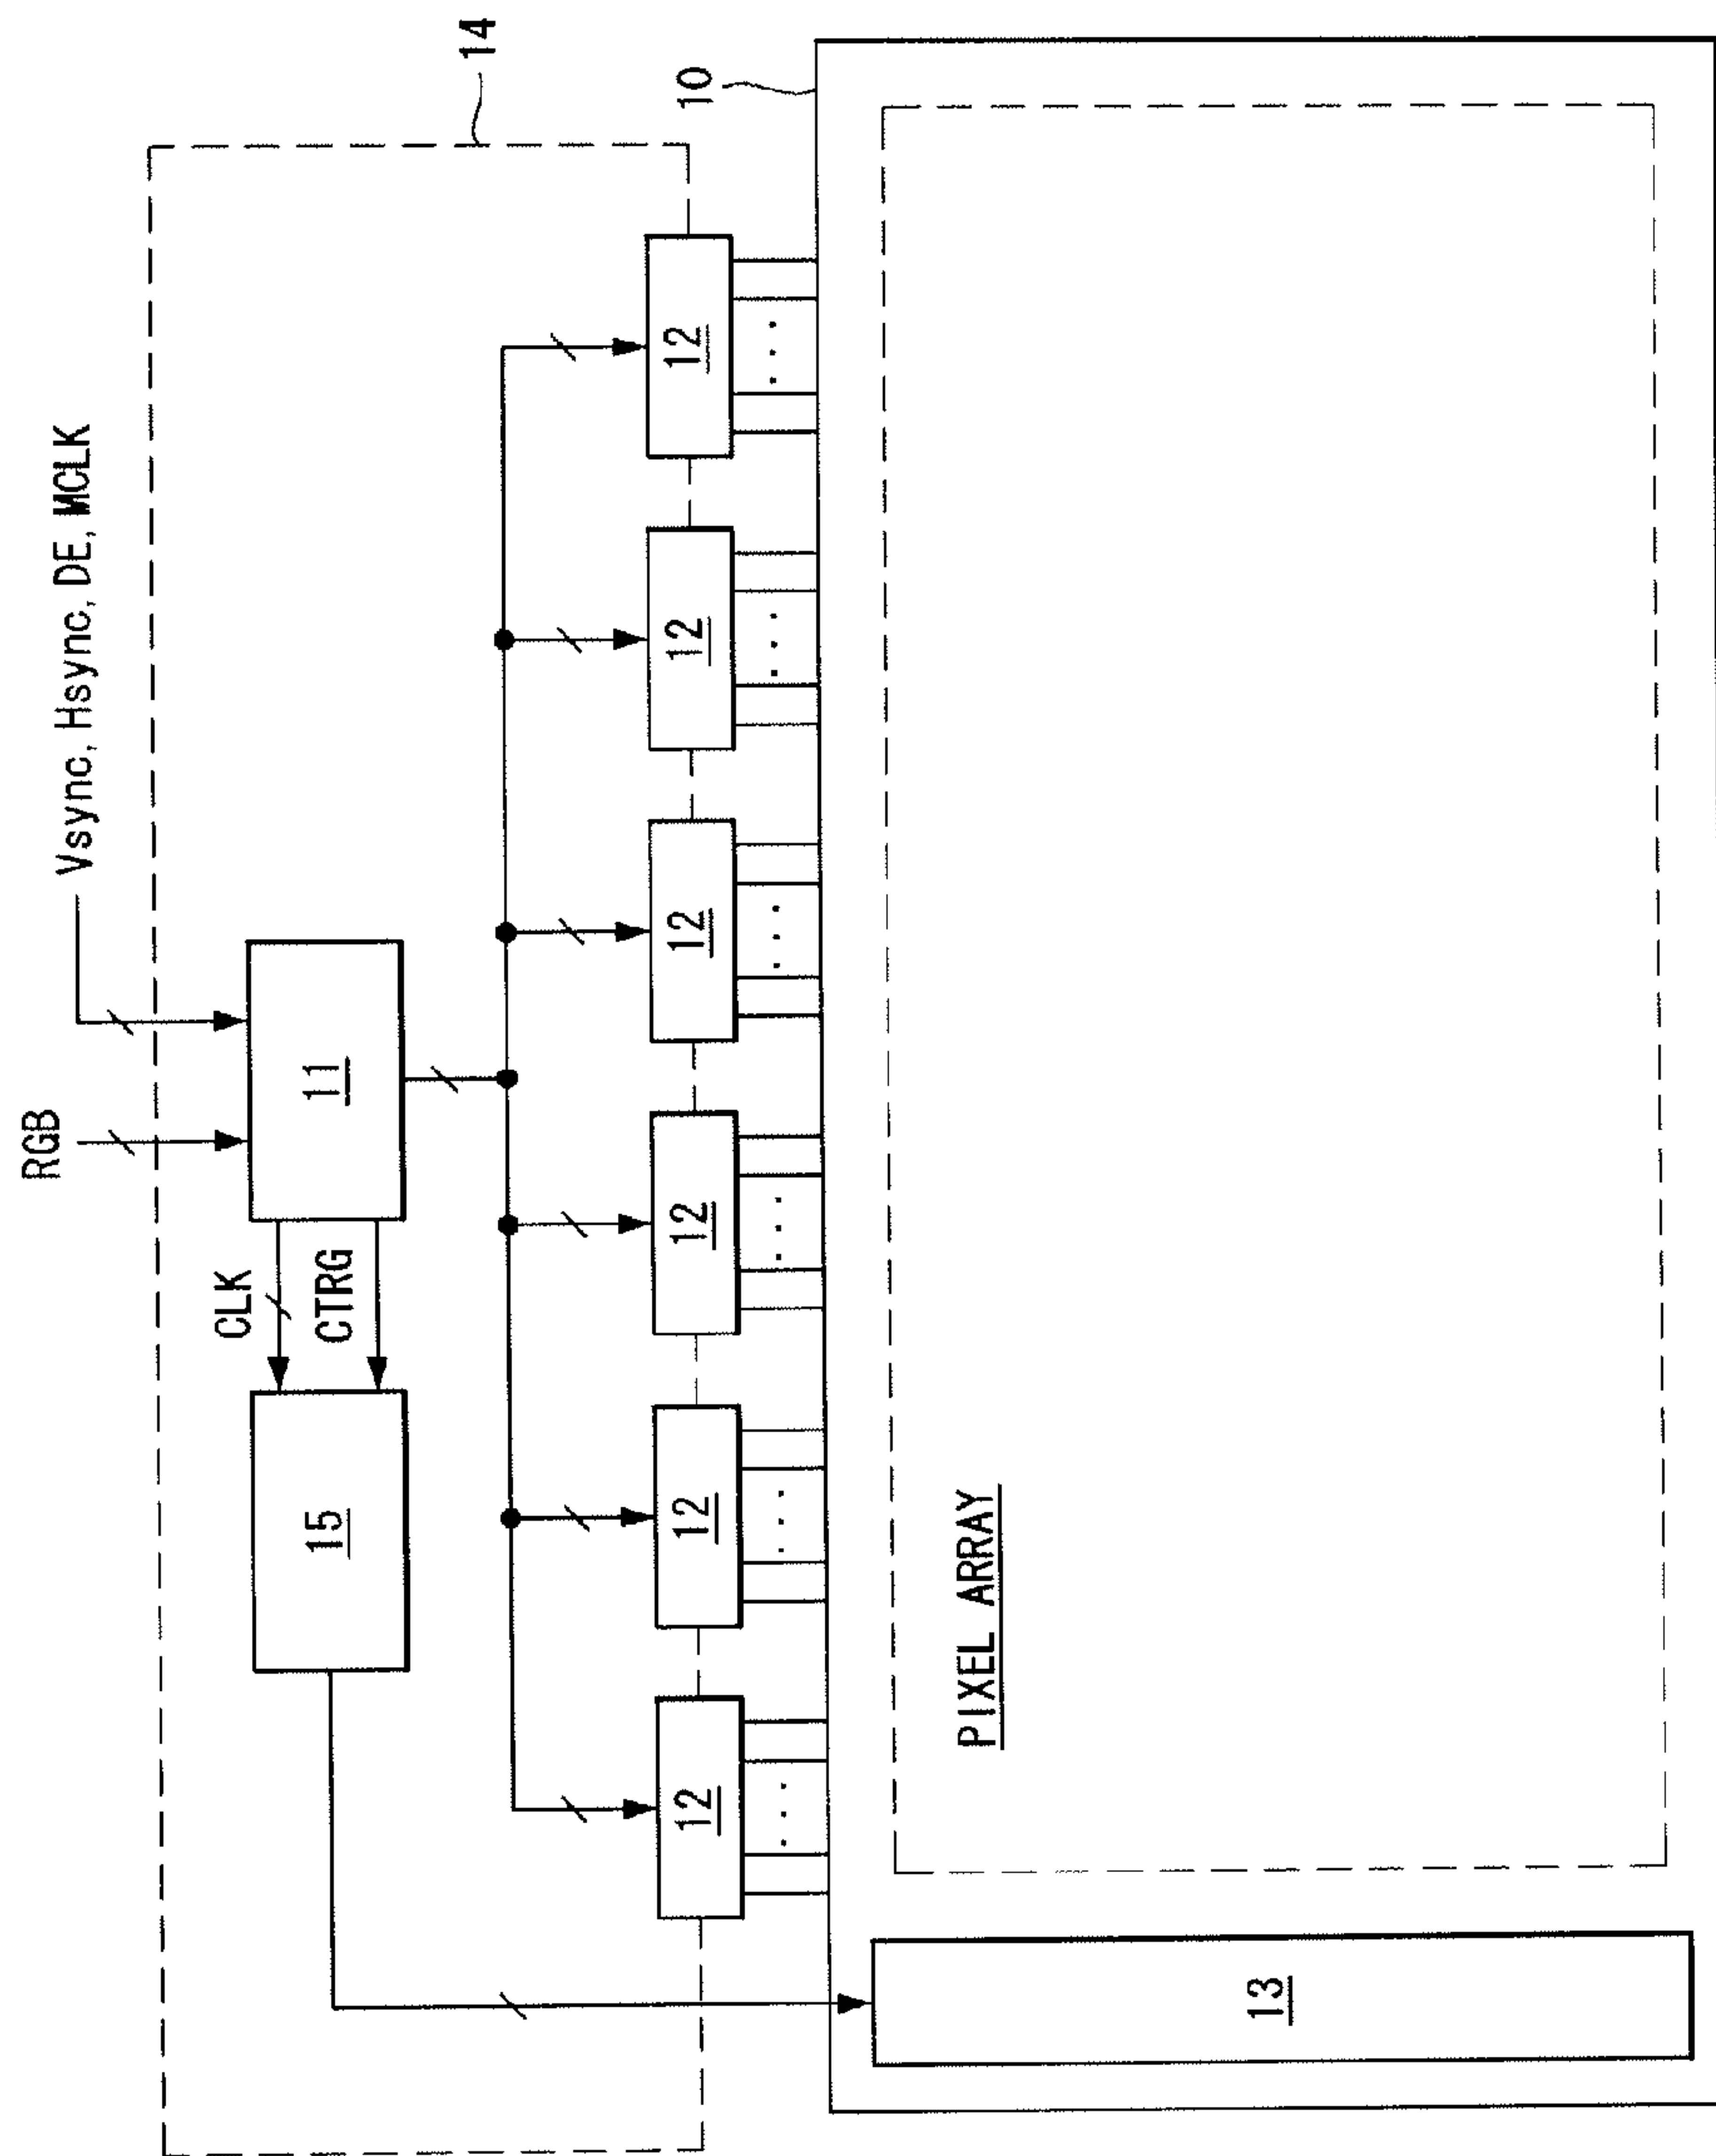 14
Vsync, Hsync, DE, MCLK
RGB
11
CLK
CTRG
15
12
12
12
12
12
12
10
PIXEL ARRAY
13